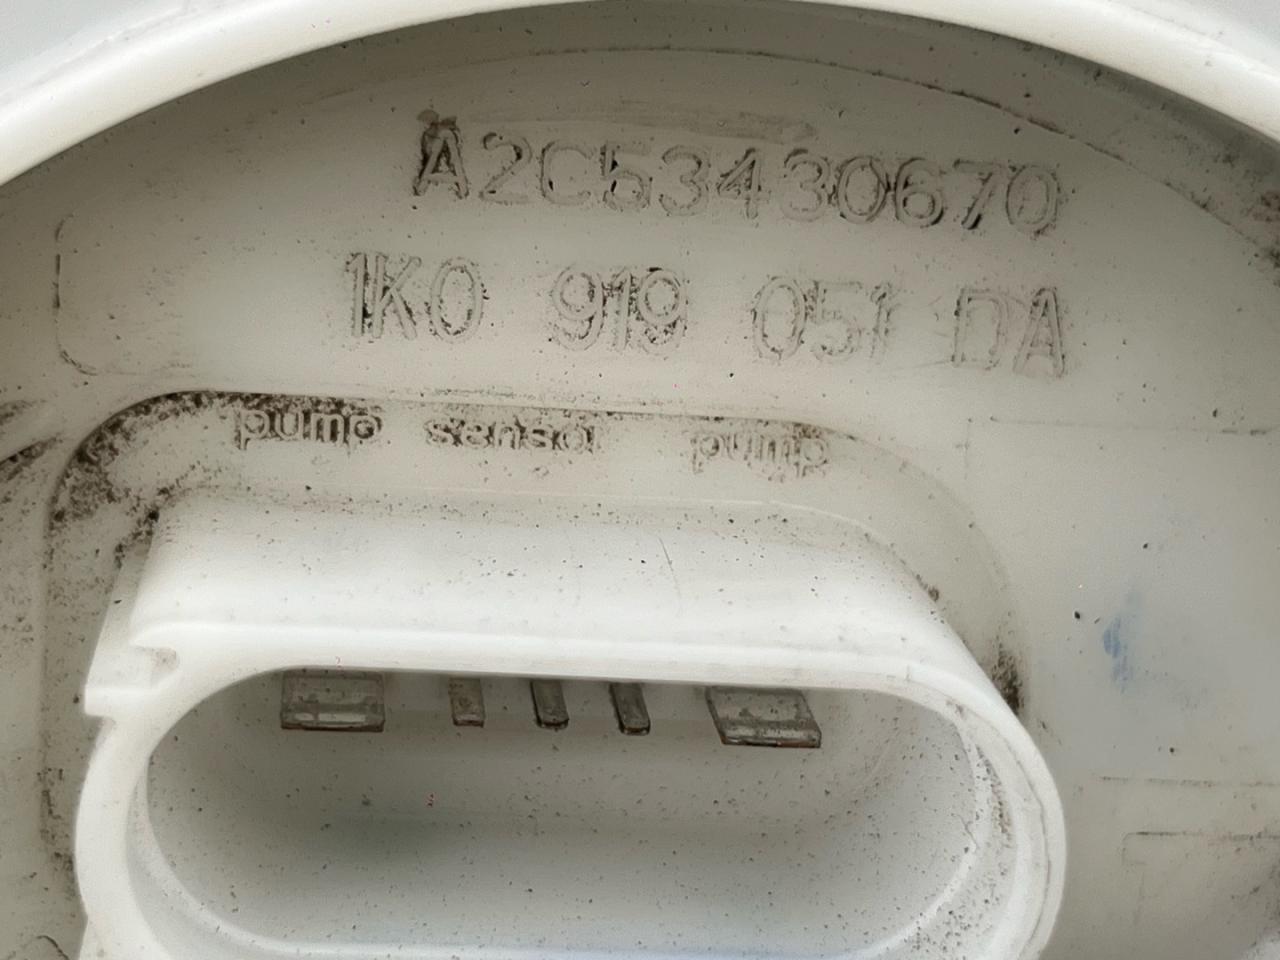 A2C53430670
1K0 919 051 DA
pump sensor pump